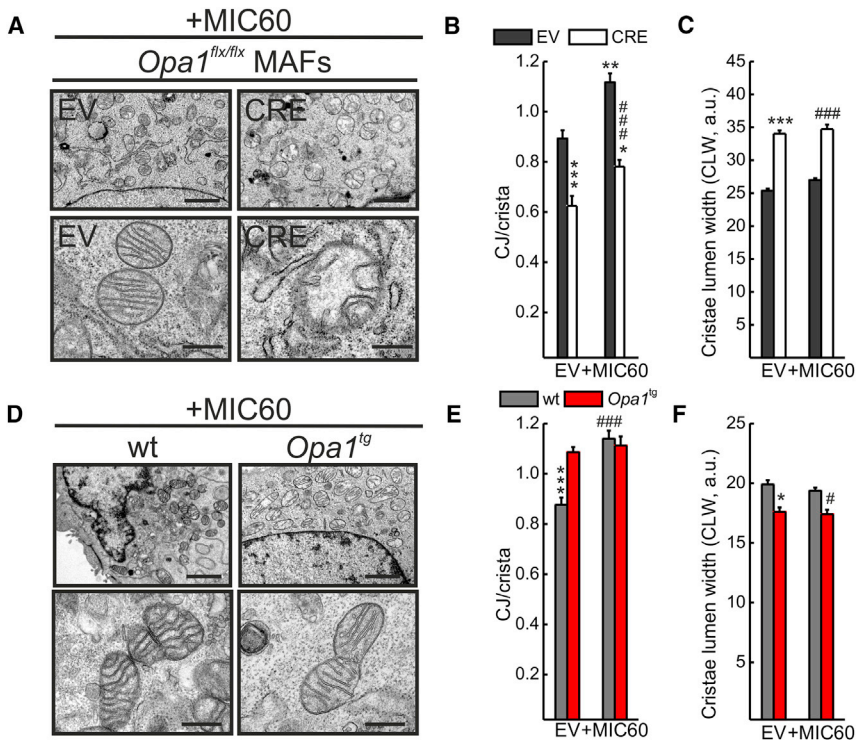 A
+MIC60
Opa1flx/flx MAFs
EV
CRE
EV
CRE
B
EV
CRE
CJ/crista
1.2
1.0
0.8
0.6
0.4
0.2
***
**
###*
EV+MIC60
C
Cristae lumen width (CLW, a.u.)
45
40
35
30
25
20
15
10
5
***
###
EV+MIC60
D
+MIC60
wt
Opa1tg
E
wt
Opa1tg
CJ/crista
1.2
1.0
0.8
0.6
0.4
0.2
***
###
EV+MIC60
F
Cristae lumen width (CLW, a.u.)
25
20
15
10
5
*
#
EV+MIC60